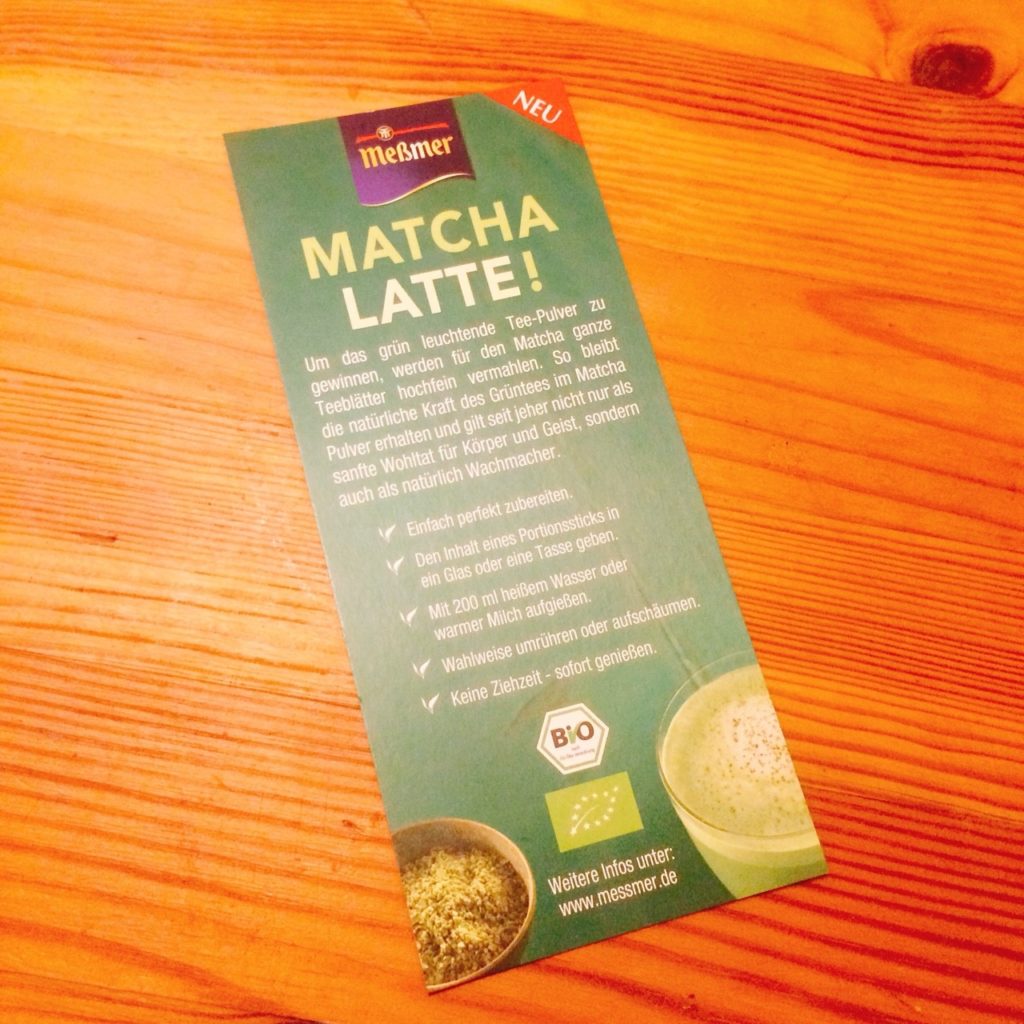 NEU
Meßmer
MATCHA
LATTE!
Um das grün leuchtende Tee-Pulver zu
gewinnen, werden für den Matcha ganze
Teeblätter hochfein vermahlen. So bleibt
die natürliche Kraft des Grüntees im Matcha
Pulver erhalten und gilt seit jeher nicht nur als
sanfte Wohltat für Körper und Geist, sondern
auch als natürlich Wachmacher.
Einfach perfekt zubereiten.
Den Inhalt eines Portionssticks in
ein Glas oder eine Tasse geben.
Mit 200 ml heißem Wasser oder
warmer Milch aufgießen.
Wahlweise umrühren oder aufschäumen.
Keine Ziehzeit - sofort genießen.
Bio
Weitere Infos unter:
www.messmer.de